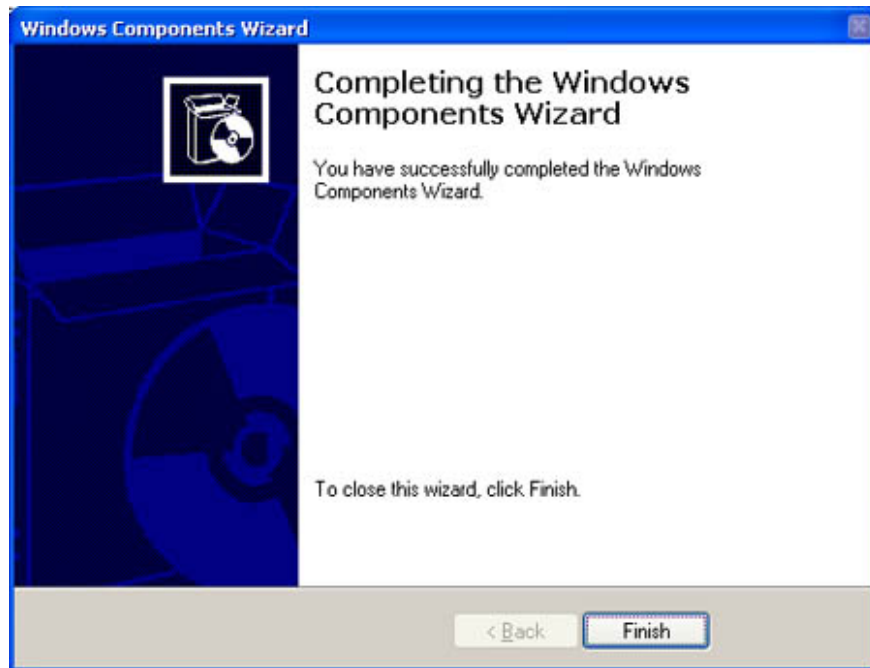 Windows Components Wizard
Completing the Windows
Components Wizard
You have successfully completed the Windows
Components Wizard.
To close this wizard, click Finish.
< Back
Finish